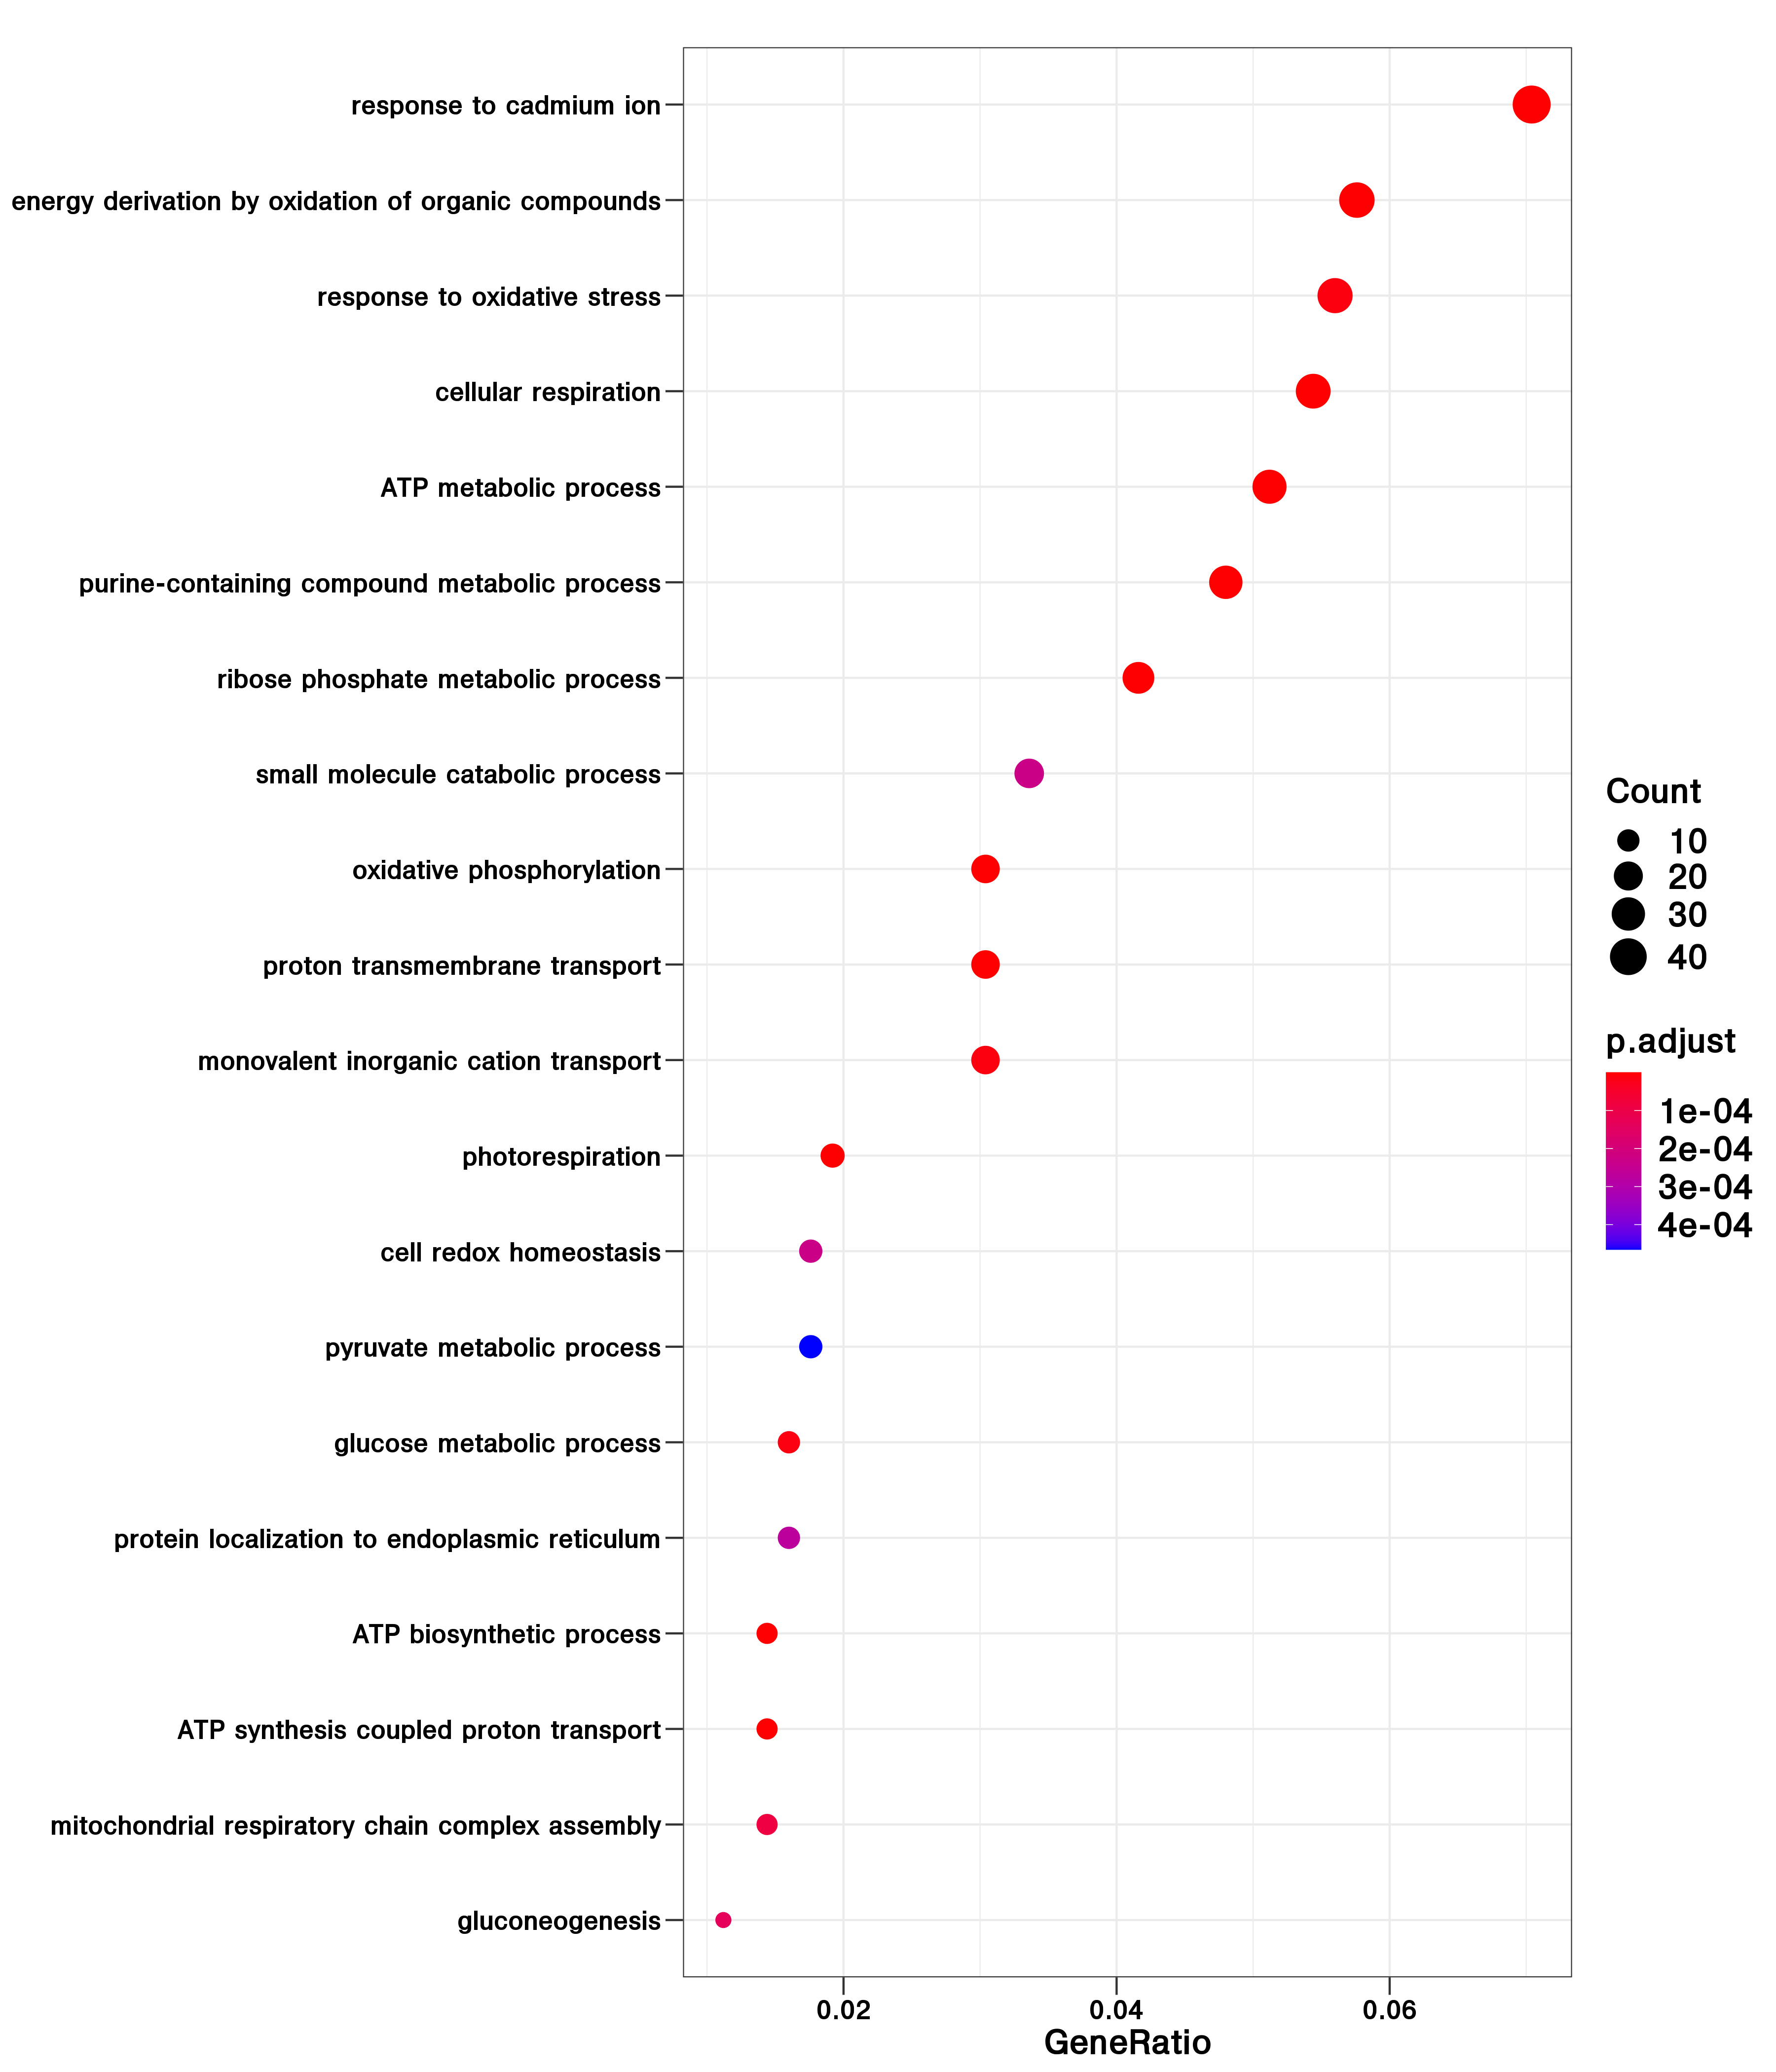 response to cadmium ion
energy derivation by oxidation of organic compounds
response to oxidative stress
cellular respiration
ATP metabolic process
purine-containing compound metabolic process
ribose phosphate metabolic process
small molecule catabolic process
oxidative phosphorylation
proton transmembrane transport
monovalent inorganic cation transport
photorespiration
cell redox homeostasis
pyruvate metabolic process
glucose metabolic process
protein localization to endoplasmic reticulum
ATP biosynthetic process
ATP synthesis coupled proton transport
mitochondrial respiratory chain complex assembly
gluconeogenesis
0.02 0.04 0.06
GeneRatio
Count
10
20
30
40
p.adjust
1e-04
2e-04
3e-04
4e-04